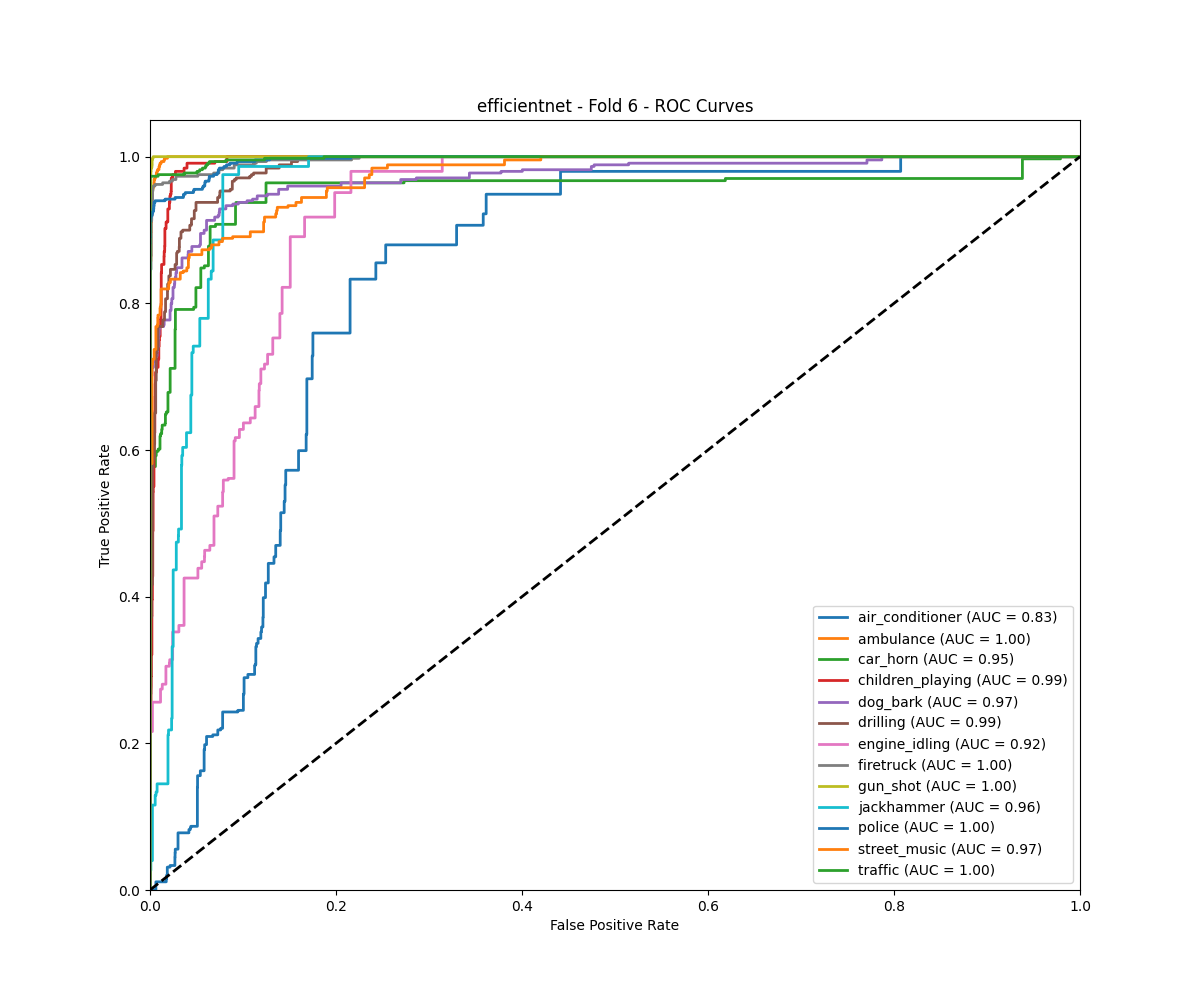 efficientnet - Fold 6 - ROC Curves
True Positive Rate
1.0
0.8
0.6
0.4
0.2
0.0
0.0 0.2 0.4 0.6 0.8 1.0
False Positive Rate
air_conditioner (AUC = 0.83)
ambulance (AUC = 1.00)
car_horn (AUC = 0.95)
children_playing (AUC = 0.99)
dog_bark (AUC = 0.97)
drilling (AUC = 0.99)
engine_idling (AUC = 0.92)
firetruck (AUC = 1.00)
gun_shot (AUC = 1.00)
jackhammer (AUC = 0.96)
police (AUC = 1.00)
street_music (AUC = 0.97)
traffic (AUC = 1.00)